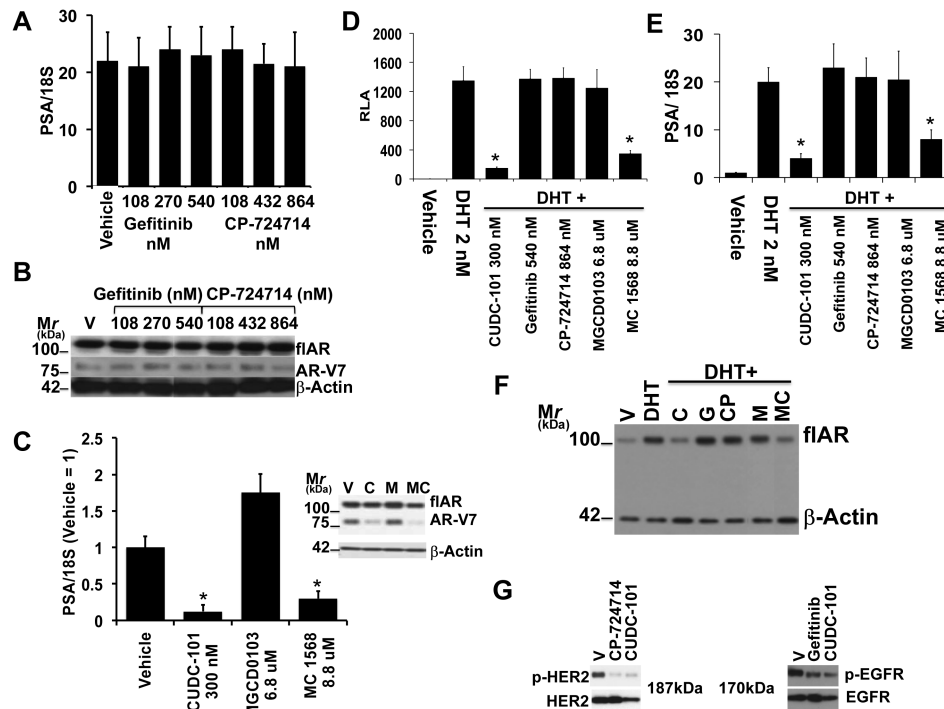 A
PSA/18S
30
20
10
0
Vehicle
108 270 540 108 432 864
Gefitinib CP-724714
nM nM
B
Gefitinib (nM) CP-724714 (nM)
Mr
(kDa)
V 108 270 540 108 432 864
100 flAR
75 AR-V7
42 β-Actin
C
PSA/18S (Vehicle = 1)
2.5
2
1.5
1
0.5
0
* *
Vehicle
CUDC-101
300 nM
MGCD0103
6.8 uM
MC 1568
8.8 uM
Mr
(kDa)
V C M MC
100 flAR
75 AR-V7
42 β-Actin
D
RLA
2000
1600
1200
800
400
0
* *
Vehicle
DHT 2 nM
DHT +
CUDC-101 300 nM
Gefitinib 540 nM
CP-724714 864 nM
MGCD0103 6.8 uM
MC 1568 8.8 uM
E
PSA/ 18S
30
20
10
0
* *
Vehicle
DHT 2 nM
DHT +
CUDC-101 300 nM
Gefitinib 540 nM
CP-724714 864 nM
MGCD0103 6.8 uM
MC 1568 8.8 uM
F
DHT+
Mr
(kDa)
V DHT C G CP M MC
100 flAR
42 β-Actin
G
V CP-724714 CUDC-101
p-HER2
HER2
187kDa 170kDa
V Gefitinib CUDC-101
p-EGFR
EGFR